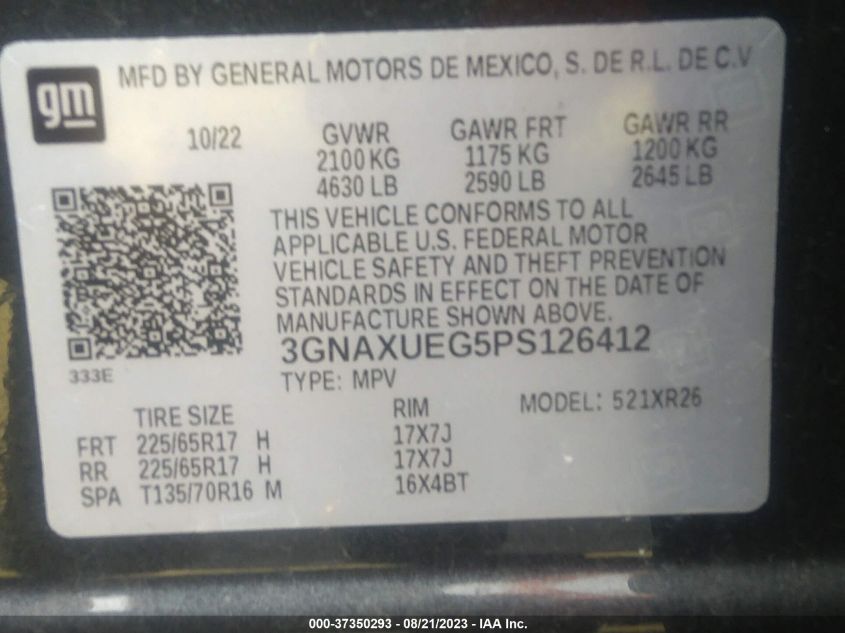 gm
MFD BY GENERAL MOTORS DE MEXICO, S. DE R.L. DE C.V
10/22 GVWR GAWR FRT GAWR RR
2100 KG 1175 KG 1200 KG
4630 LB 2590 LB 2645 LB
THIS VEHICLE CONFORMS TO ALL
APPLICABLE U.S. FEDERAL MOTOR
VEHICLE SAFETY AND THEFT PREVENTION
STANDARDS IN EFFECT ON THE DATE OF
MANUFACTURE SHOWN ABOVE.
3GNAXUEG5PS126412
333E
TYPE: MPV MODEL: 521XR26
TIRE SIZE RIM
FRT 225/65R17 H 17X7J
RR 225/65R17 H 17X7J
SPA T135/70R16 M 16X4BT
000-37350293 - 08/21/2023 - IAA Inc.